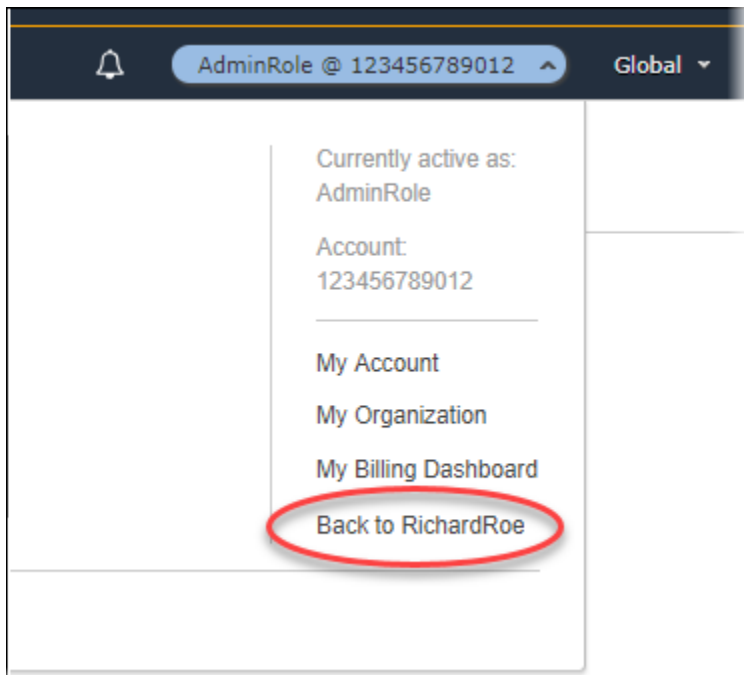 AdminRole @ 123456789012
Global
Currently active as:
AdminRole
Account:
123456789012
My Account
My Organization
My Billing Dashboard
Back to RichardRoe